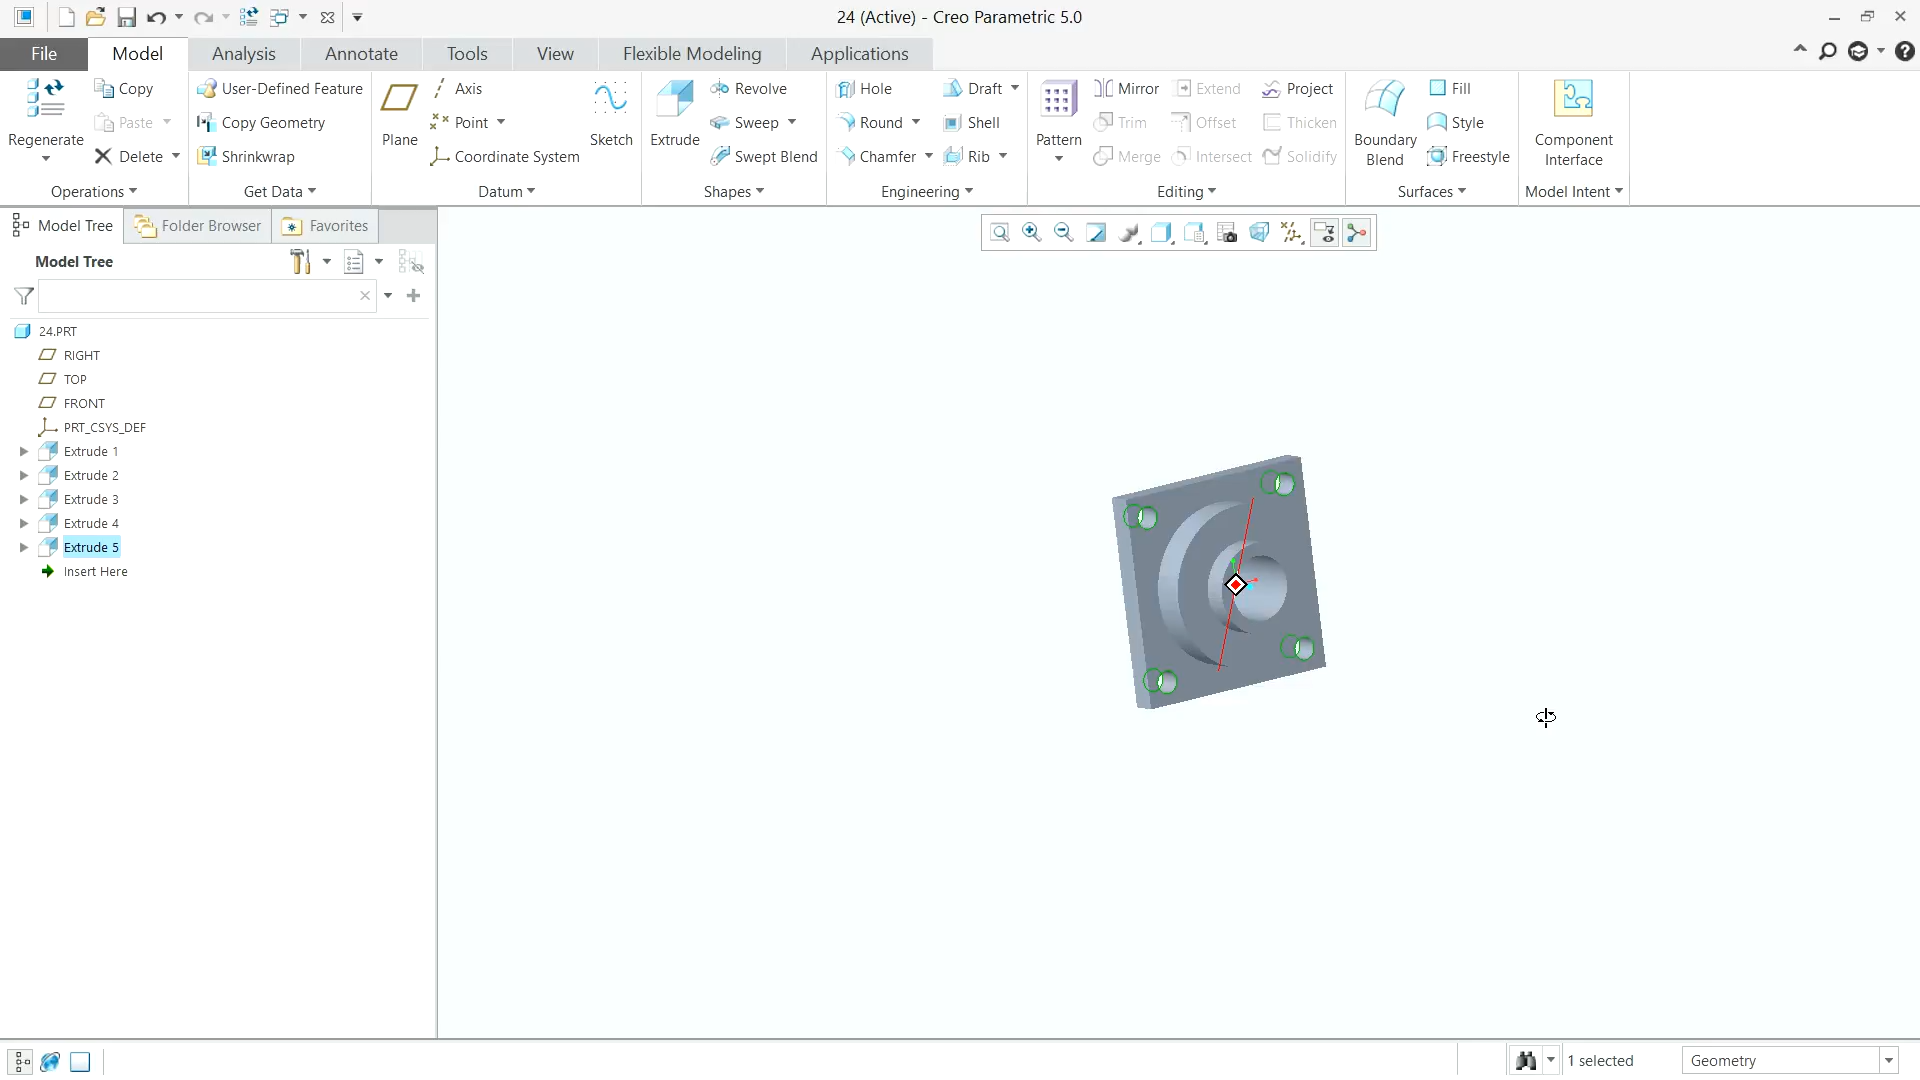 24 (Active) - Creo Parametric 5.0
File Model Analysis Annotate Tools View Flexible Modeling Applications
Regenerate
Copy
Paste
Delete
Operations
User-Defined Feature
Copy Geometry
Shrinkwrap
Get Data
Plane
Axis
Point
Coordinate System
Sketch
Datum
Extrude
Revolve
Sweep
Swept Blend
Shapes
Hole
Round
Chamfer
Draft
Shell
Rib
Engineering
Pattern
Mirror
Trim
Merge
Extend
Offset
Intersect
Project
Thicken
Solidify
Editing
Boundary
Blend
Fill
Style
Freestyle
Surfaces
Component
Interface
Model Intent
Model Tree Folder Browser Favorites
Model Tree
24.PRT
RIGHT
TOP
FRONT
PRT_CSYS_DEF
Extrude 1
Extrude 2
Extrude 3
Extrude 4
Extrude 5
Insert Here
1 selected
Geometry